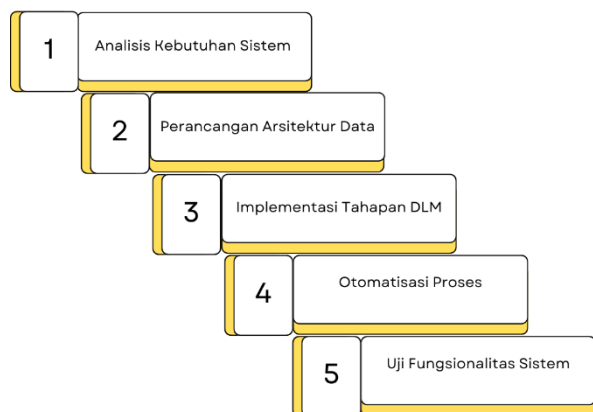 1
Analisis Kebutuhan Sistem
2
Perancangan Arsitektur Data
3
Implementasi Tahapan DLM
4
Otomatisasi Proses
5
Uji Fungsionalitas Sistem